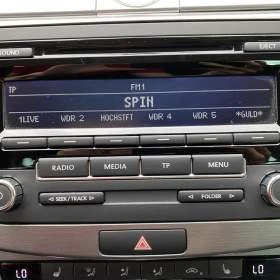 SOUND EJECT
TP FM1
SPIN
1LIVE WDR 2 HOCHSTFT WDR 4 WDR 5 *GULD*
RADIO MEDIA TP MENU
SEEK/TRACK FOLDER
LO LO